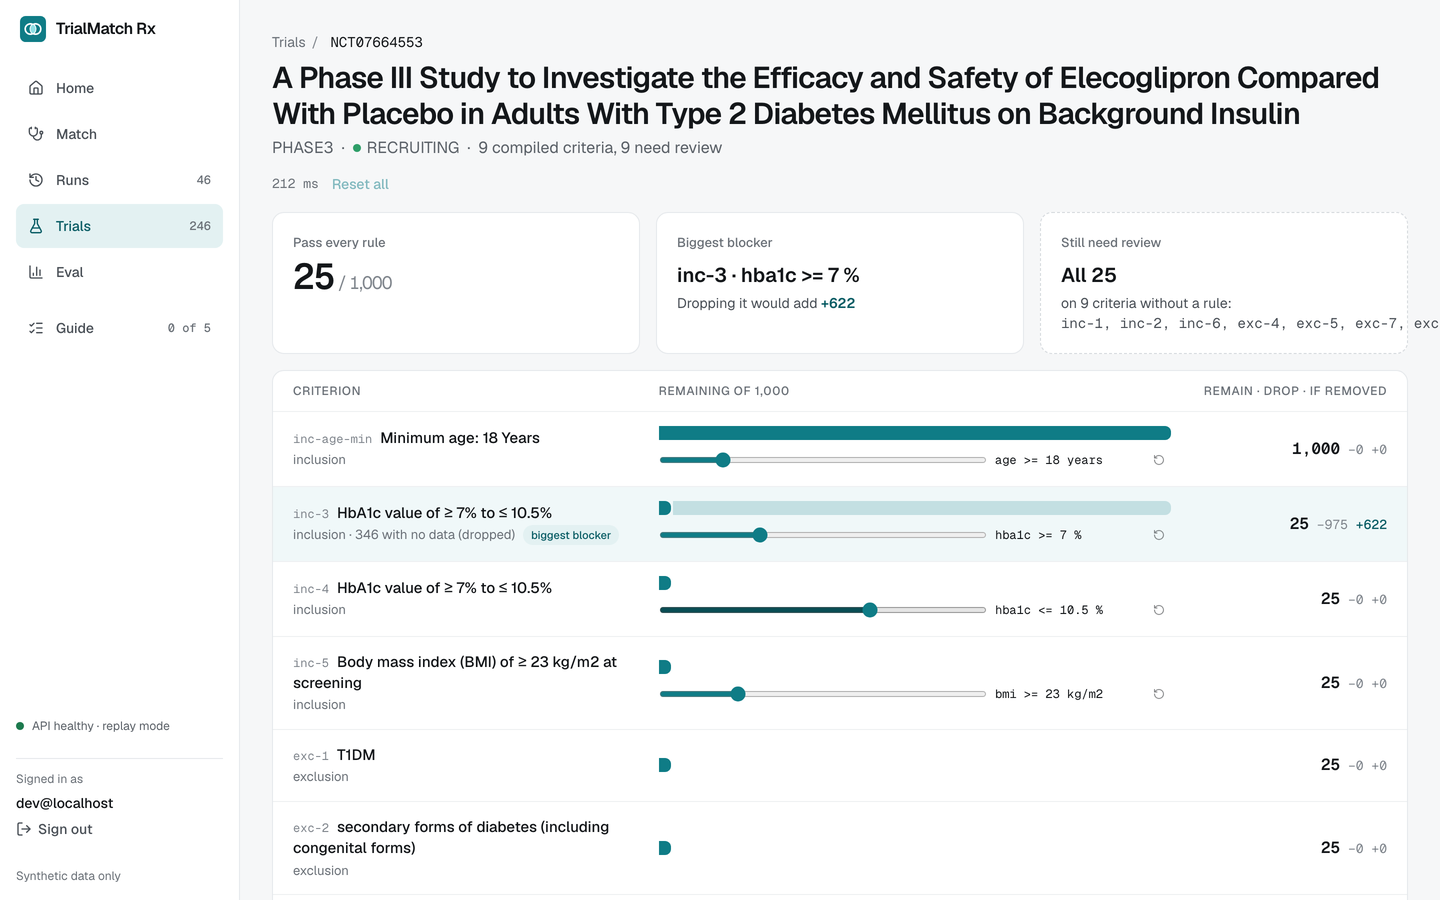 TrialMatch Rx
Home
Match
Runs 46
Trials 246
Eval
Guide 0 of 5
API healthy · replay mode
Signed in as
dev@localhost
Sign out
Synthetic data only
Trials / NCT07664553
A Phase III Study to Investigate the Efficacy and Safety of Elecoglipron Compared
With Placebo in Adults With Type 2 Diabetes Mellitus on Background Insulin
PHASE3 · RECRUITING · 9 compiled criteria, 9 need review
212 ms Reset all
Pass every rule
25 / 1,000
Biggest blocker
inc-3 · hba1c >= 7 %
Dropping it would add +622
Still need review
All 25
on 9 criteria without a rule:
inc-1, inc-2, inc-6, exc-4, exc-5, exc-7, exc
CRITERION REMAINING OF 1,000 REMAIN · DROP · IF REMOVED
inc-age-min Minimum age: 18 Years
inclusion
age >= 18 years
1,000 −0 +0
inc-3 HbA1c value of ≥ 7% to ≤ 10.5%
inclusion · 346 with no data (dropped) biggest blocker
hba1c >= 7 %
25 −975 +622
inc-4 HbA1c value of ≥ 7% to ≤ 10.5%
inclusion
hba1c <= 10.5 %
25 −0 +0
inc-5 Body mass index (BMI) of ≥ 23 kg/m2 at
screening
inclusion
bmi >= 23 kg/m2
25 −0 +0
exc-1 T1DM
exclusion
25 −0 +0
exc-2 secondary forms of diabetes (including
congenital forms)
exclusion
25 −0 +0